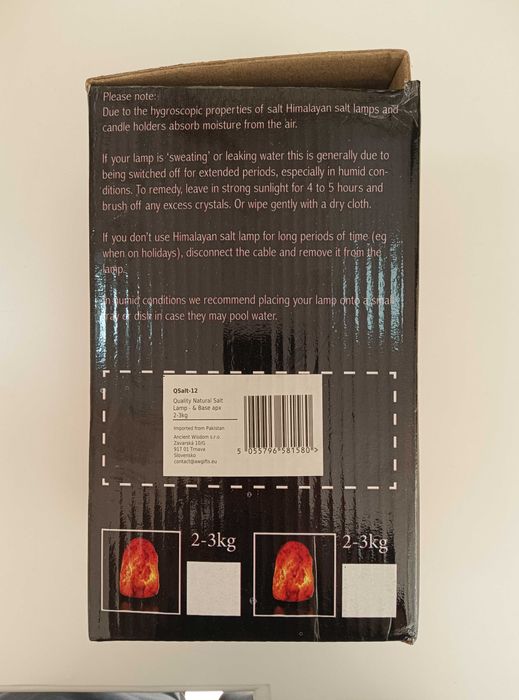 Please note:
Due to the hygroscopic properties of salt Himalayan salt lamps and
candle holders absorb moisture from the air.
If your lamp is 'sweating' or leaking water this is generally due to
being switched off for extended periods, especially in humid con-
ditions. To remedy, leave in strong sunlight for 4 to 5 hours and
brush off any excess crystals. Or wipe gently with a dry cloth.
If you don't use Himalayan salt lamp for long periods of time (eg
when on holidays), disconnect the cable and remove it from the
lamp.
In humic conditions we recommend placing your lamp onto a small
tray or dish in case they may pool water.
QSalt-12
Quality Natural Salt
Lamp - & Base apx
2-3kg
Imported from Pakistan
Ancient Wisdom s.r.o
Zavarská 10/G
917 01 Trnava
Slovensko
contact@awgifts.eu
5 055796 581580 >
2-3kg
2-3kg